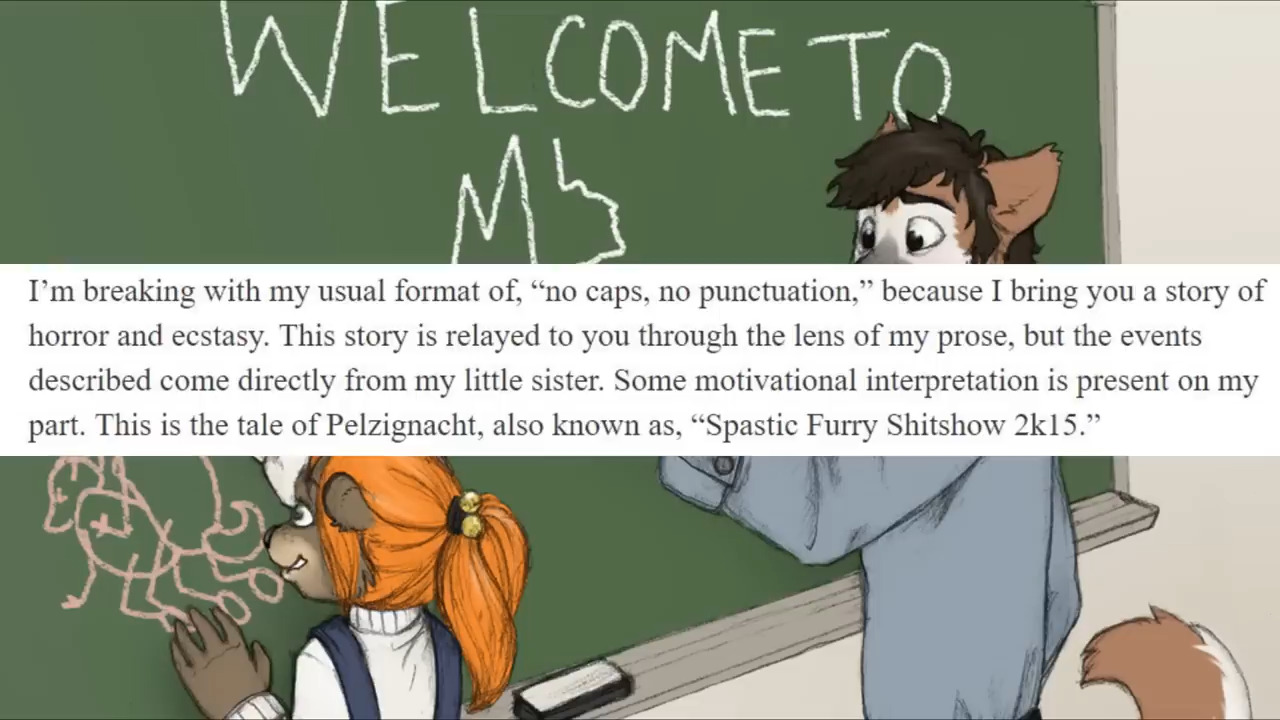 WELCOME TO
M
I'm breaking with my usual format of, “no caps, no punctuation,” because I bring you a story of
horror and ecstasy. This story is relayed to you through the lens of my prose, but the events
described come directly from my little sister. Some motivational interpretation is present on my
part. This is the tale of Pelzignacht, also known as, “Spastic Furry Shitshow 2k15.”